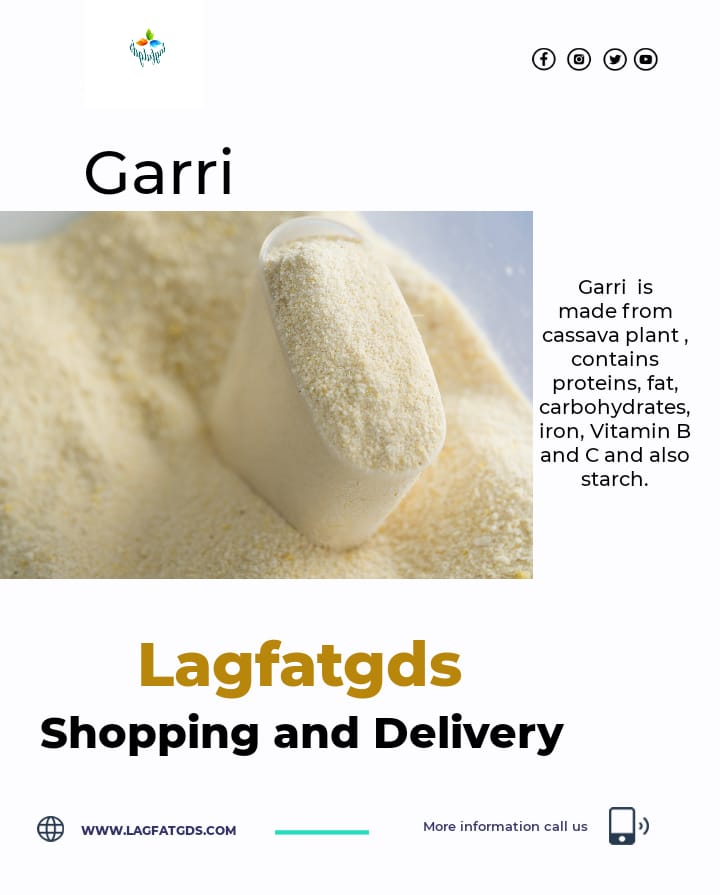 Garri
Garri is
made from
cassava plant ,
contains
proteins, fat,
carbohydrates,
iron, Vitamin B
and C and also
starch.
Lagfatgds
Shopping and Delivery
WWW.LAGFATGDS.COM
More information call us